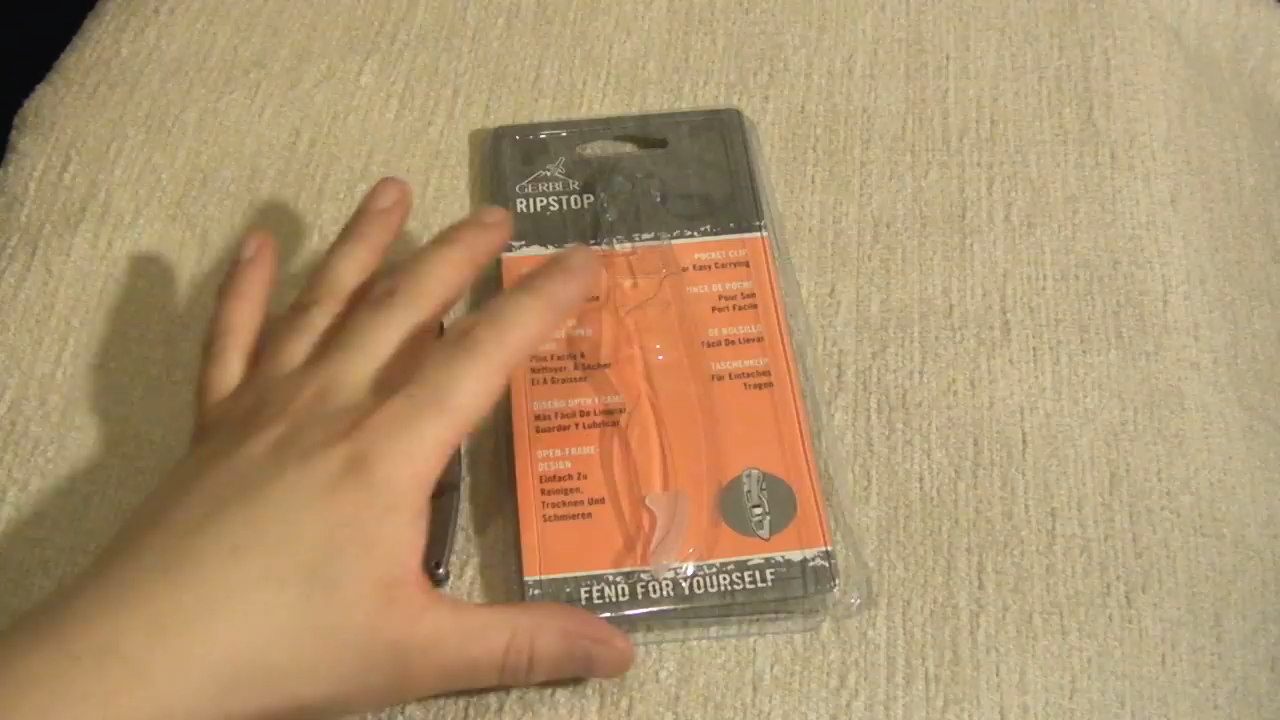 GERBER
RIPSTOP
Plus Facile À
Nettoyer, À Sécher
Et À Graisser
DISEÑO OPEN FRAME
Más Fácil De Limpiar
Guardar Y Lubricar
OPEN-FRAME-
DESIGN
Einfach Zu
Reinigen,
Trocknen Und
Schmieren
POCKET CLIP
Easy Carrying
DE POCHE
Pour Son
Port Facile
DE BOLSILLO
Fácil De Llevar
TASCHENKLIP
Für Einfaches
Tragen
FEND FOR YOURSELF